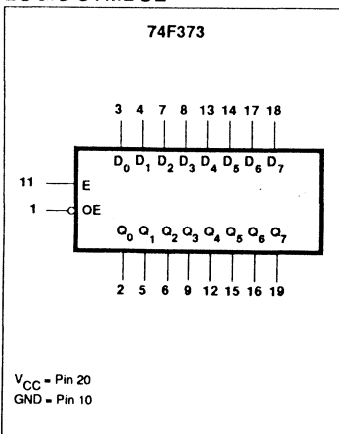 74F373
3 4 7 8 13 14 17 18
D0 D1 D2 D3 D4 D5 D6 D7
11 E
1 OE
Q0 Q1 Q2 Q3 Q4 Q5 Q6 Q7
2 5 6 9 12 15 16 19
VCC = Pin 20
GND = Pin 10